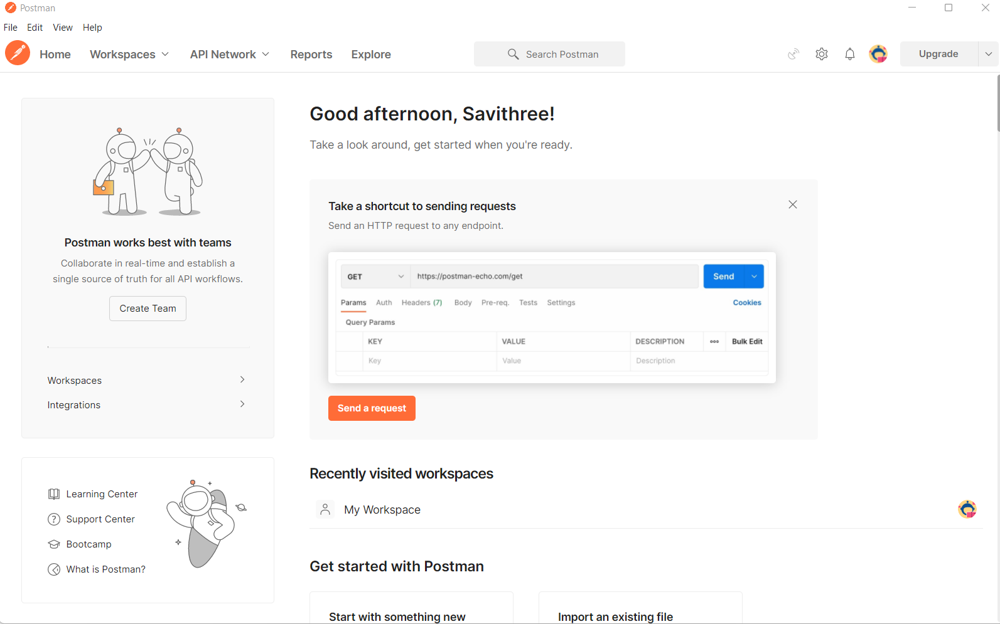 Postman
File Edit View Help
Home Workspaces API Network Reports Explore Search Postman Upgrade
Postman works best with teams
Collaborate in real-time and establish a
single source of truth for all API workflows.
Create Team
Workspaces
Integrations
Learning Center
Support Center
Bootcamp
What is Postman?
Good afternoon, Savithree!
Take a look around, get started when you're ready.
Take a shortcut to sending requests
Send an HTTP request to any endpoint.
GET https://postman-echo.com/get Send
Params Auth Headers (7) Body Pre-req. Tests Settings Cookies
Query Params
KEY VALUE DESCRIPTION Bulk Edit
Key Value Description
Send a request
Recently visited workspaces
My Workspace
Get started with Postman
Start with something new Import an existing file